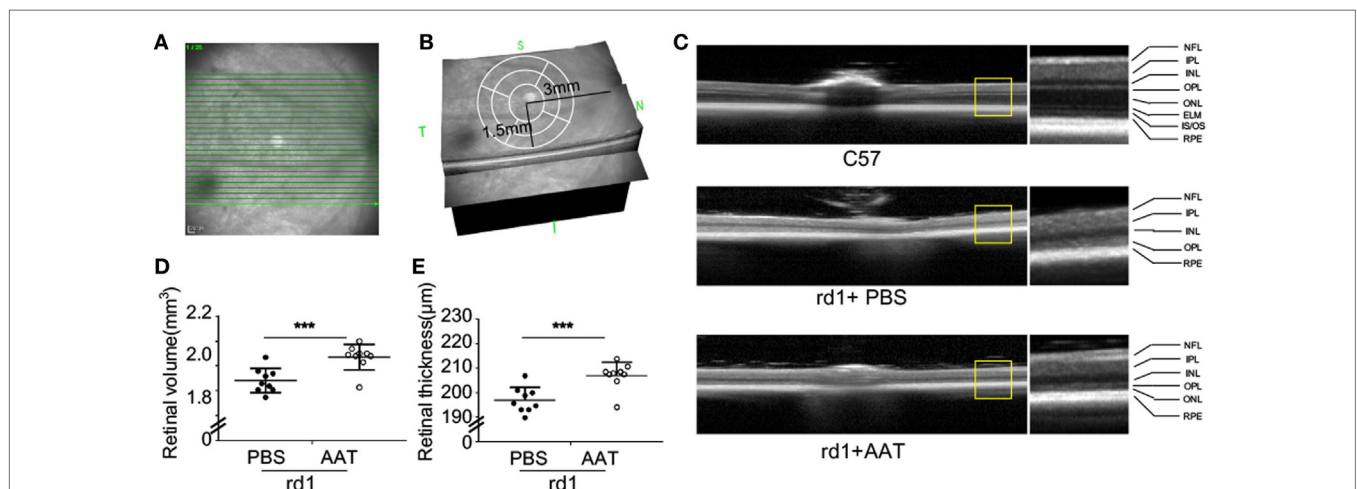 A
1 / 25
B
S
3mm
N
T
1.5mm
I
C
NFL
IPL
INL
OPL
ONL
ELM
IS/OS
RPE
C57
NFL
IPL
INL
OPL
RPE
rd1+ PBS
NFL
IPL
INL
OPL
ONL
RPE
rd1+AAT
D
Retinal volume(mm³)
2.2
2.0
1.8
0
***
PBS AAT
rd1
E
Retinal thickness(μm)
230
220
210
200
190
0
***
PBS AAT
rd1